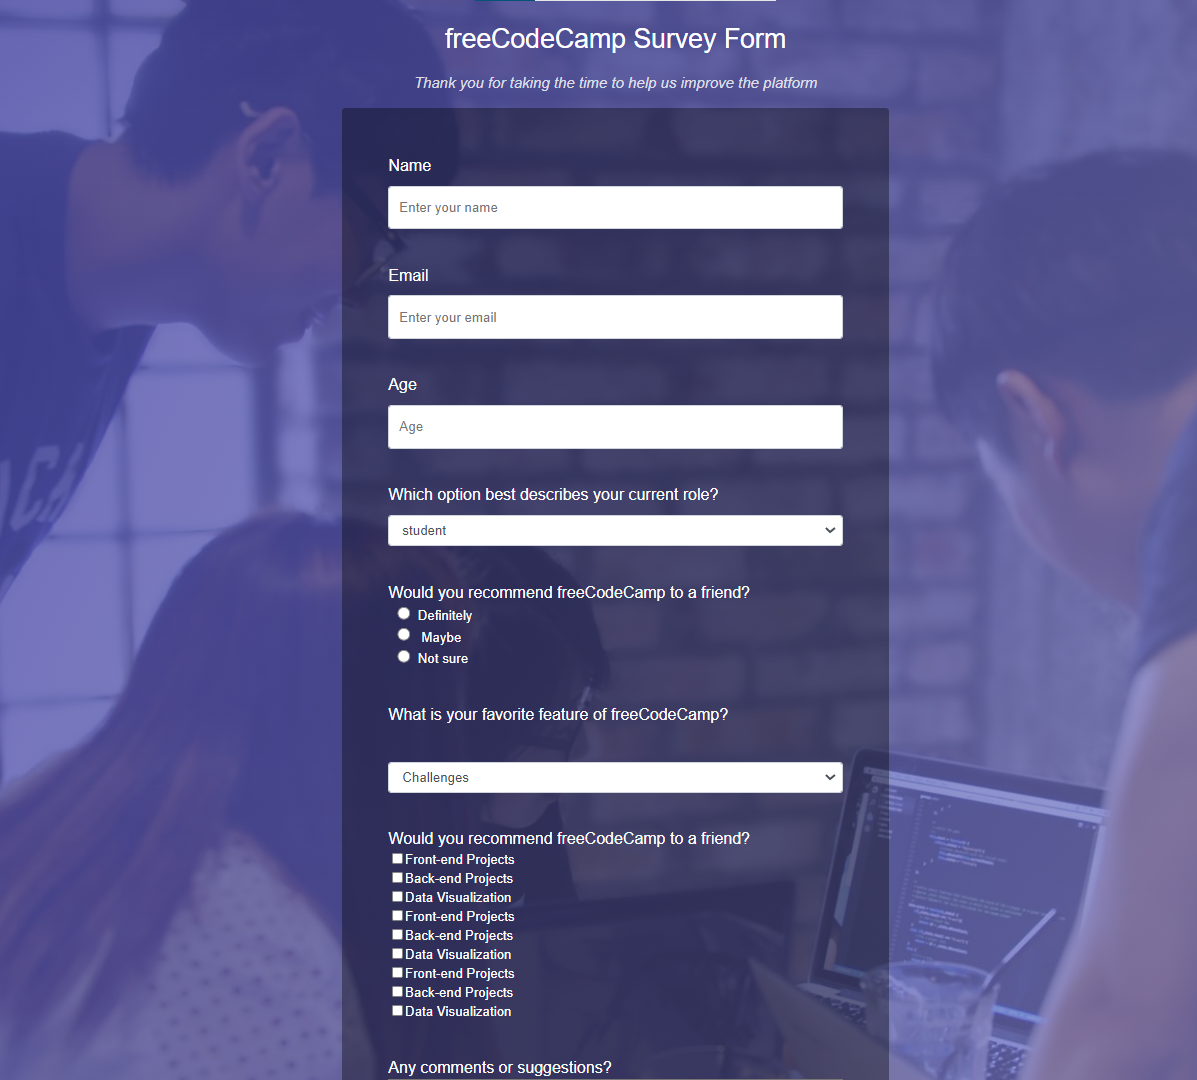 freeCodeCamp Survey Form
Thank you for taking the time to help us improve the platform
Name
Enter your name
Email
Enter your email
Age
Age
Which option best describes your current role?
student
Would you recommend freeCodeCamp to a friend?
Definitely
Maybe
Not sure
What is your favorite feature of freeCodeCamp?
Challenges
Would you recommend freeCodeCamp to a friend?
Front-end Projects
Back-end Projects
Data Visualization
Front-end Projects
Back-end Projects
Data Visualization
Front-end Projects
Back-end Projects
Data Visualization
Any comments or suggestions?